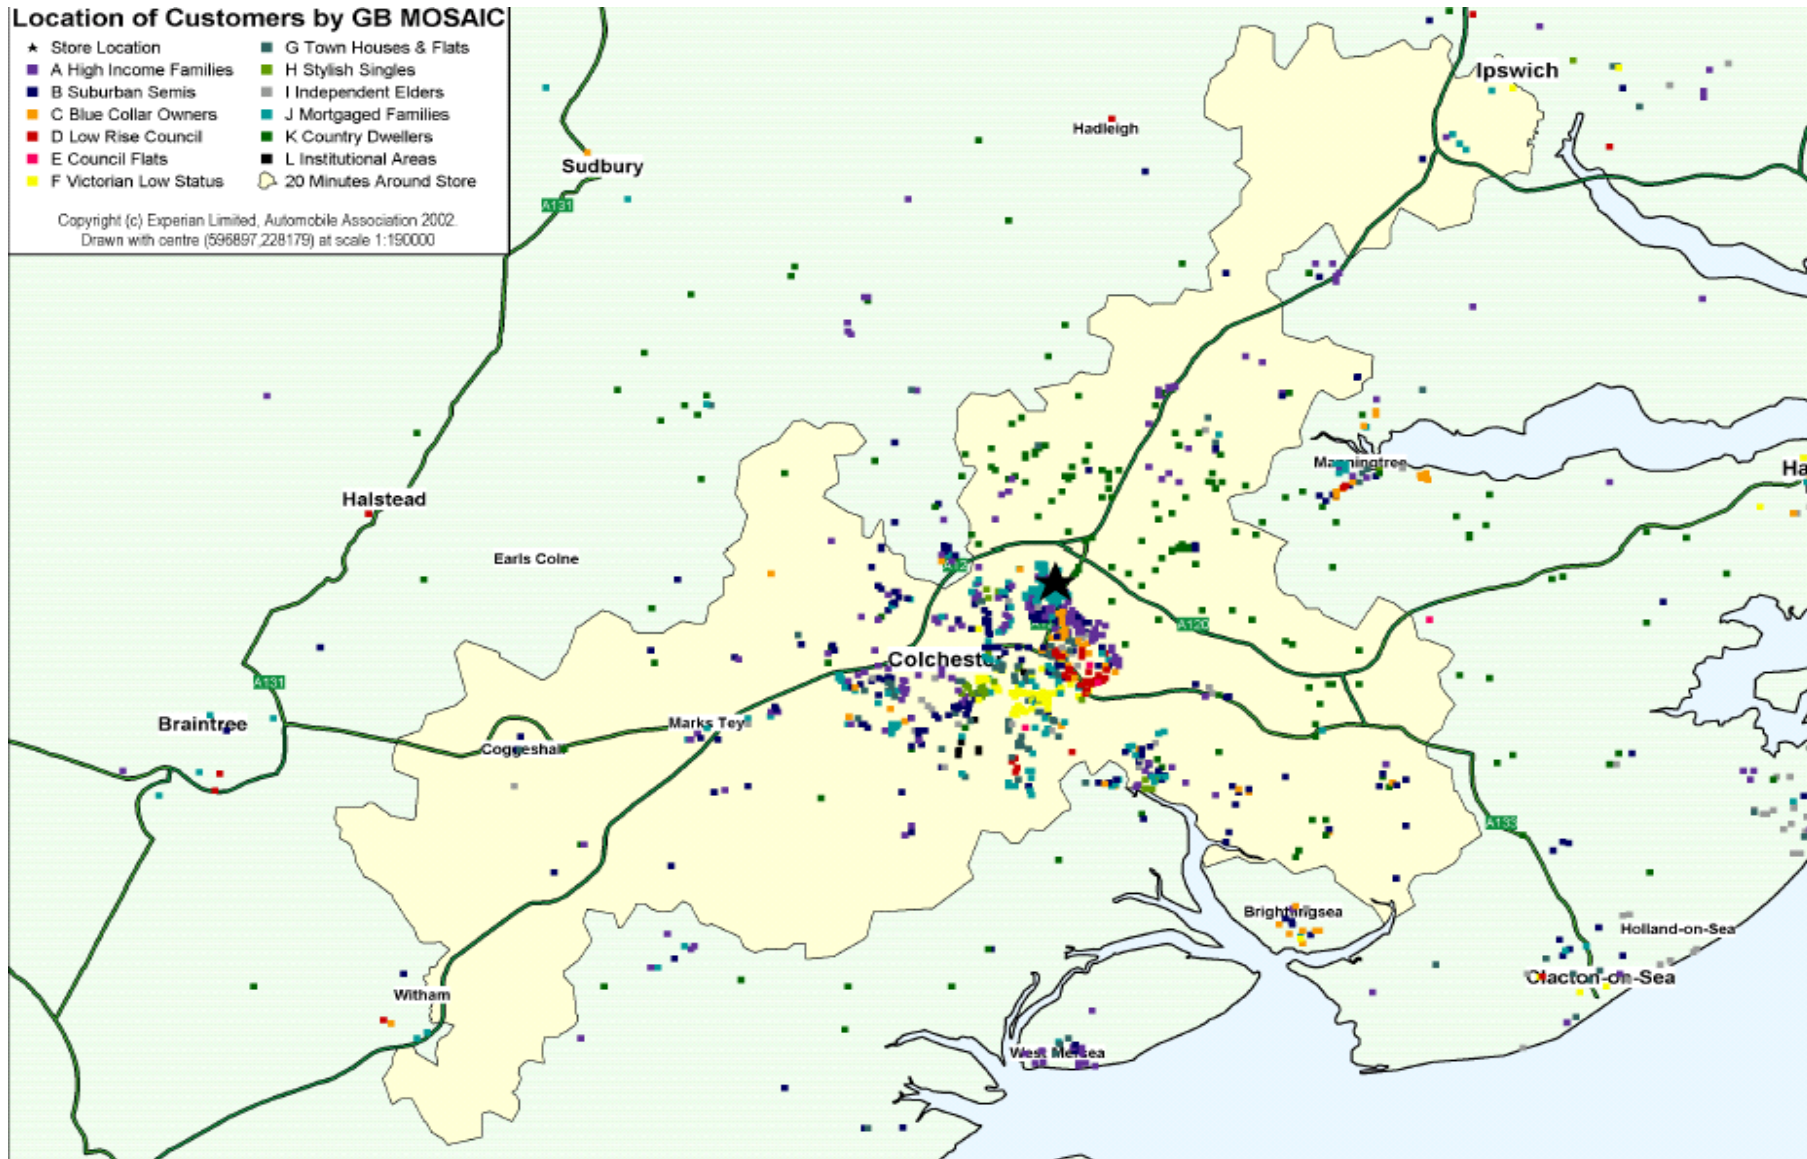 Location of Customers by GB MOSAIC
Store Location
A High Income Families
B Suburban Semis
C Blue Collar Owners
D Low Rise Council
E Council Flats
F Victorian Low Status
G Town Houses & Flats
H Stylish Singles
I Independent Elders
J Mortgaged Families
K Country Dwellers
L Institutional Areas
20 Minutes Around Store
Copyright (c) Experian Limited, Automobile Association 2002.
Drawn with centre (596897,228179) at scale 1:190000
Ipswich
Hadleigh
Sudbury
A131
Manningtree
Ha
Halstead
Earls Colne
A12
A120
Colchester
A131
Braintree
Marks Tey
Coggeshall
A133
Brightlingsea
Holland-on-Sea
Clacton-on-Sea
Witham
West Mersea